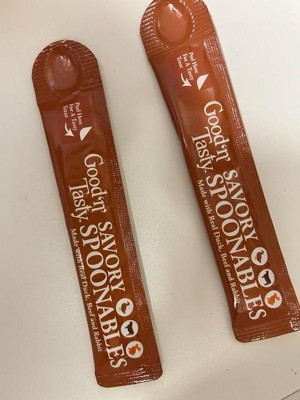 Peel Here
For A Tasty
Treat
Good'n'
Tasty
SAVORY
SPOONABLES
Made with Real Duck, Beef and Rabbit
Peel Here
For A Tasty
Treat
Good'n'
Tasty
SAVORY
SPOONABLES
Made with Real Duck, Beef and Rabbit